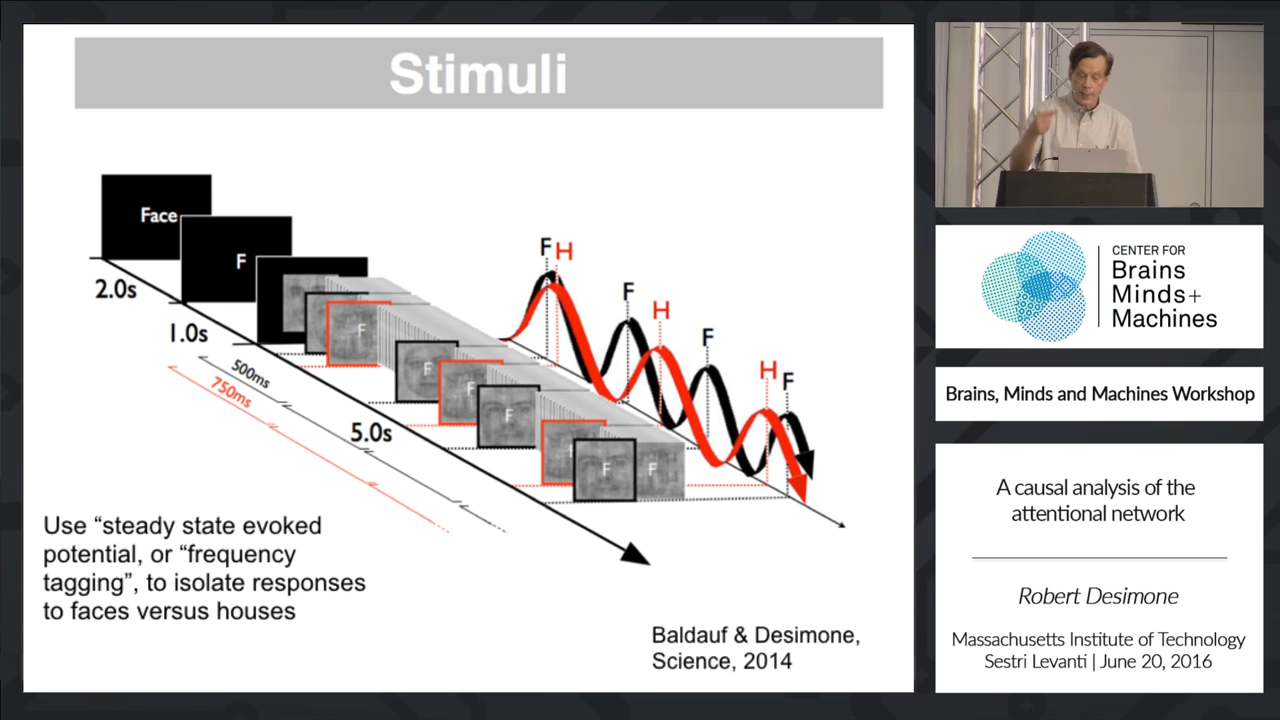 Stimuli
Face
F
2.0s
1.0s
500ms
750ms
5.0s
F
F
F
F
F
F
F
F H
F
H
F
H F
Use “steady state evoked
potential, or “frequency
tagging”, to isolate responses
to faces versus houses
Baldauf & Desimone,
Science, 2014
CENTER FOR
Brains
Minds+
Machines
Brains, Minds and Machines Workshop
A causal analysis of the
attentional network
Robert Desimone
Massachusetts Institute of Technology
Sestri Levanti | June 20, 2016